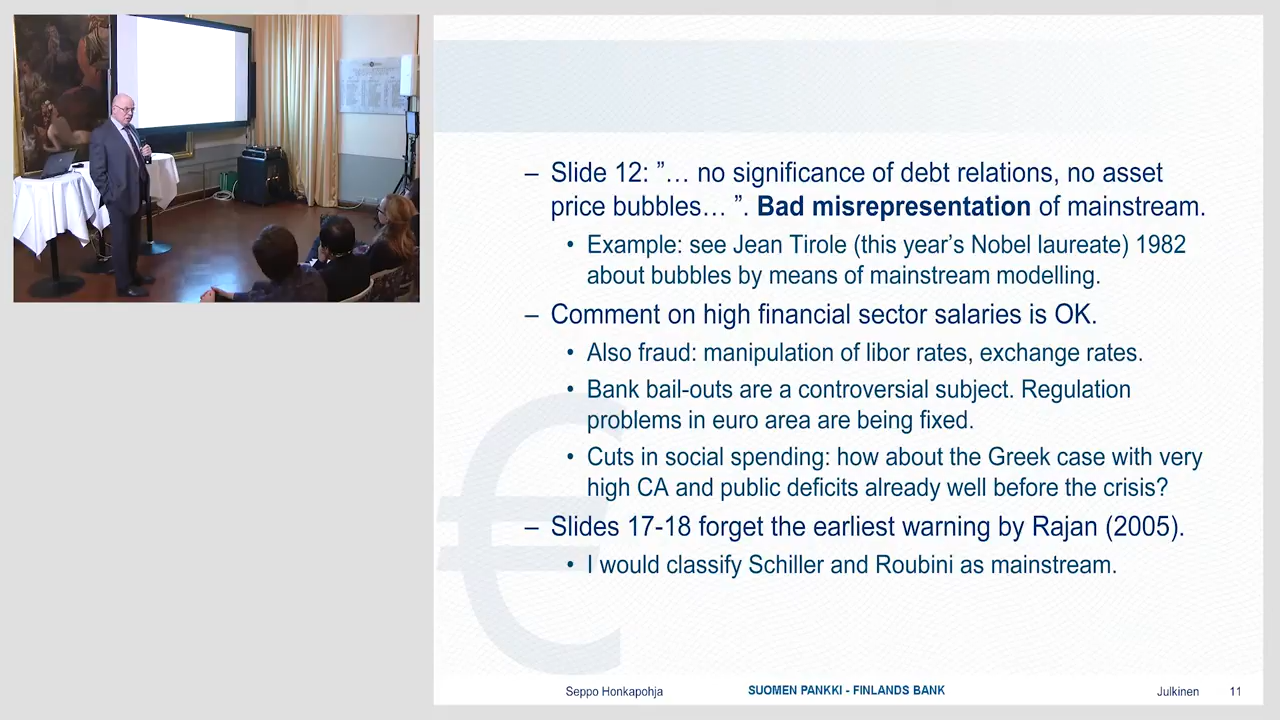 – Slide 12: ”… no significance of debt relations, no asset
price bubbles… ”. Bad misrepresentation of mainstream.
• Example: see Jean Tirole (this year’s Nobel laureate) 1982
about bubbles by means of mainstream modelling.
– Comment on high financial sector salaries is OK.
• Also fraud: manipulation of libor rates, exchange rates.
• Bank bail-outs are a controversial subject. Regulation
problems in euro area are being fixed.
• Cuts in social spending: how about the Greek case with very
high CA and public deficits already well before the crisis?
– Slides 17-18 forget the earliest warning by Rajan (2005).
• I would classify Schiller and Roubini as mainstream.
Seppo Honkapohja SUOMEN PANKKI - FINLANDS BANK Julkinen 11